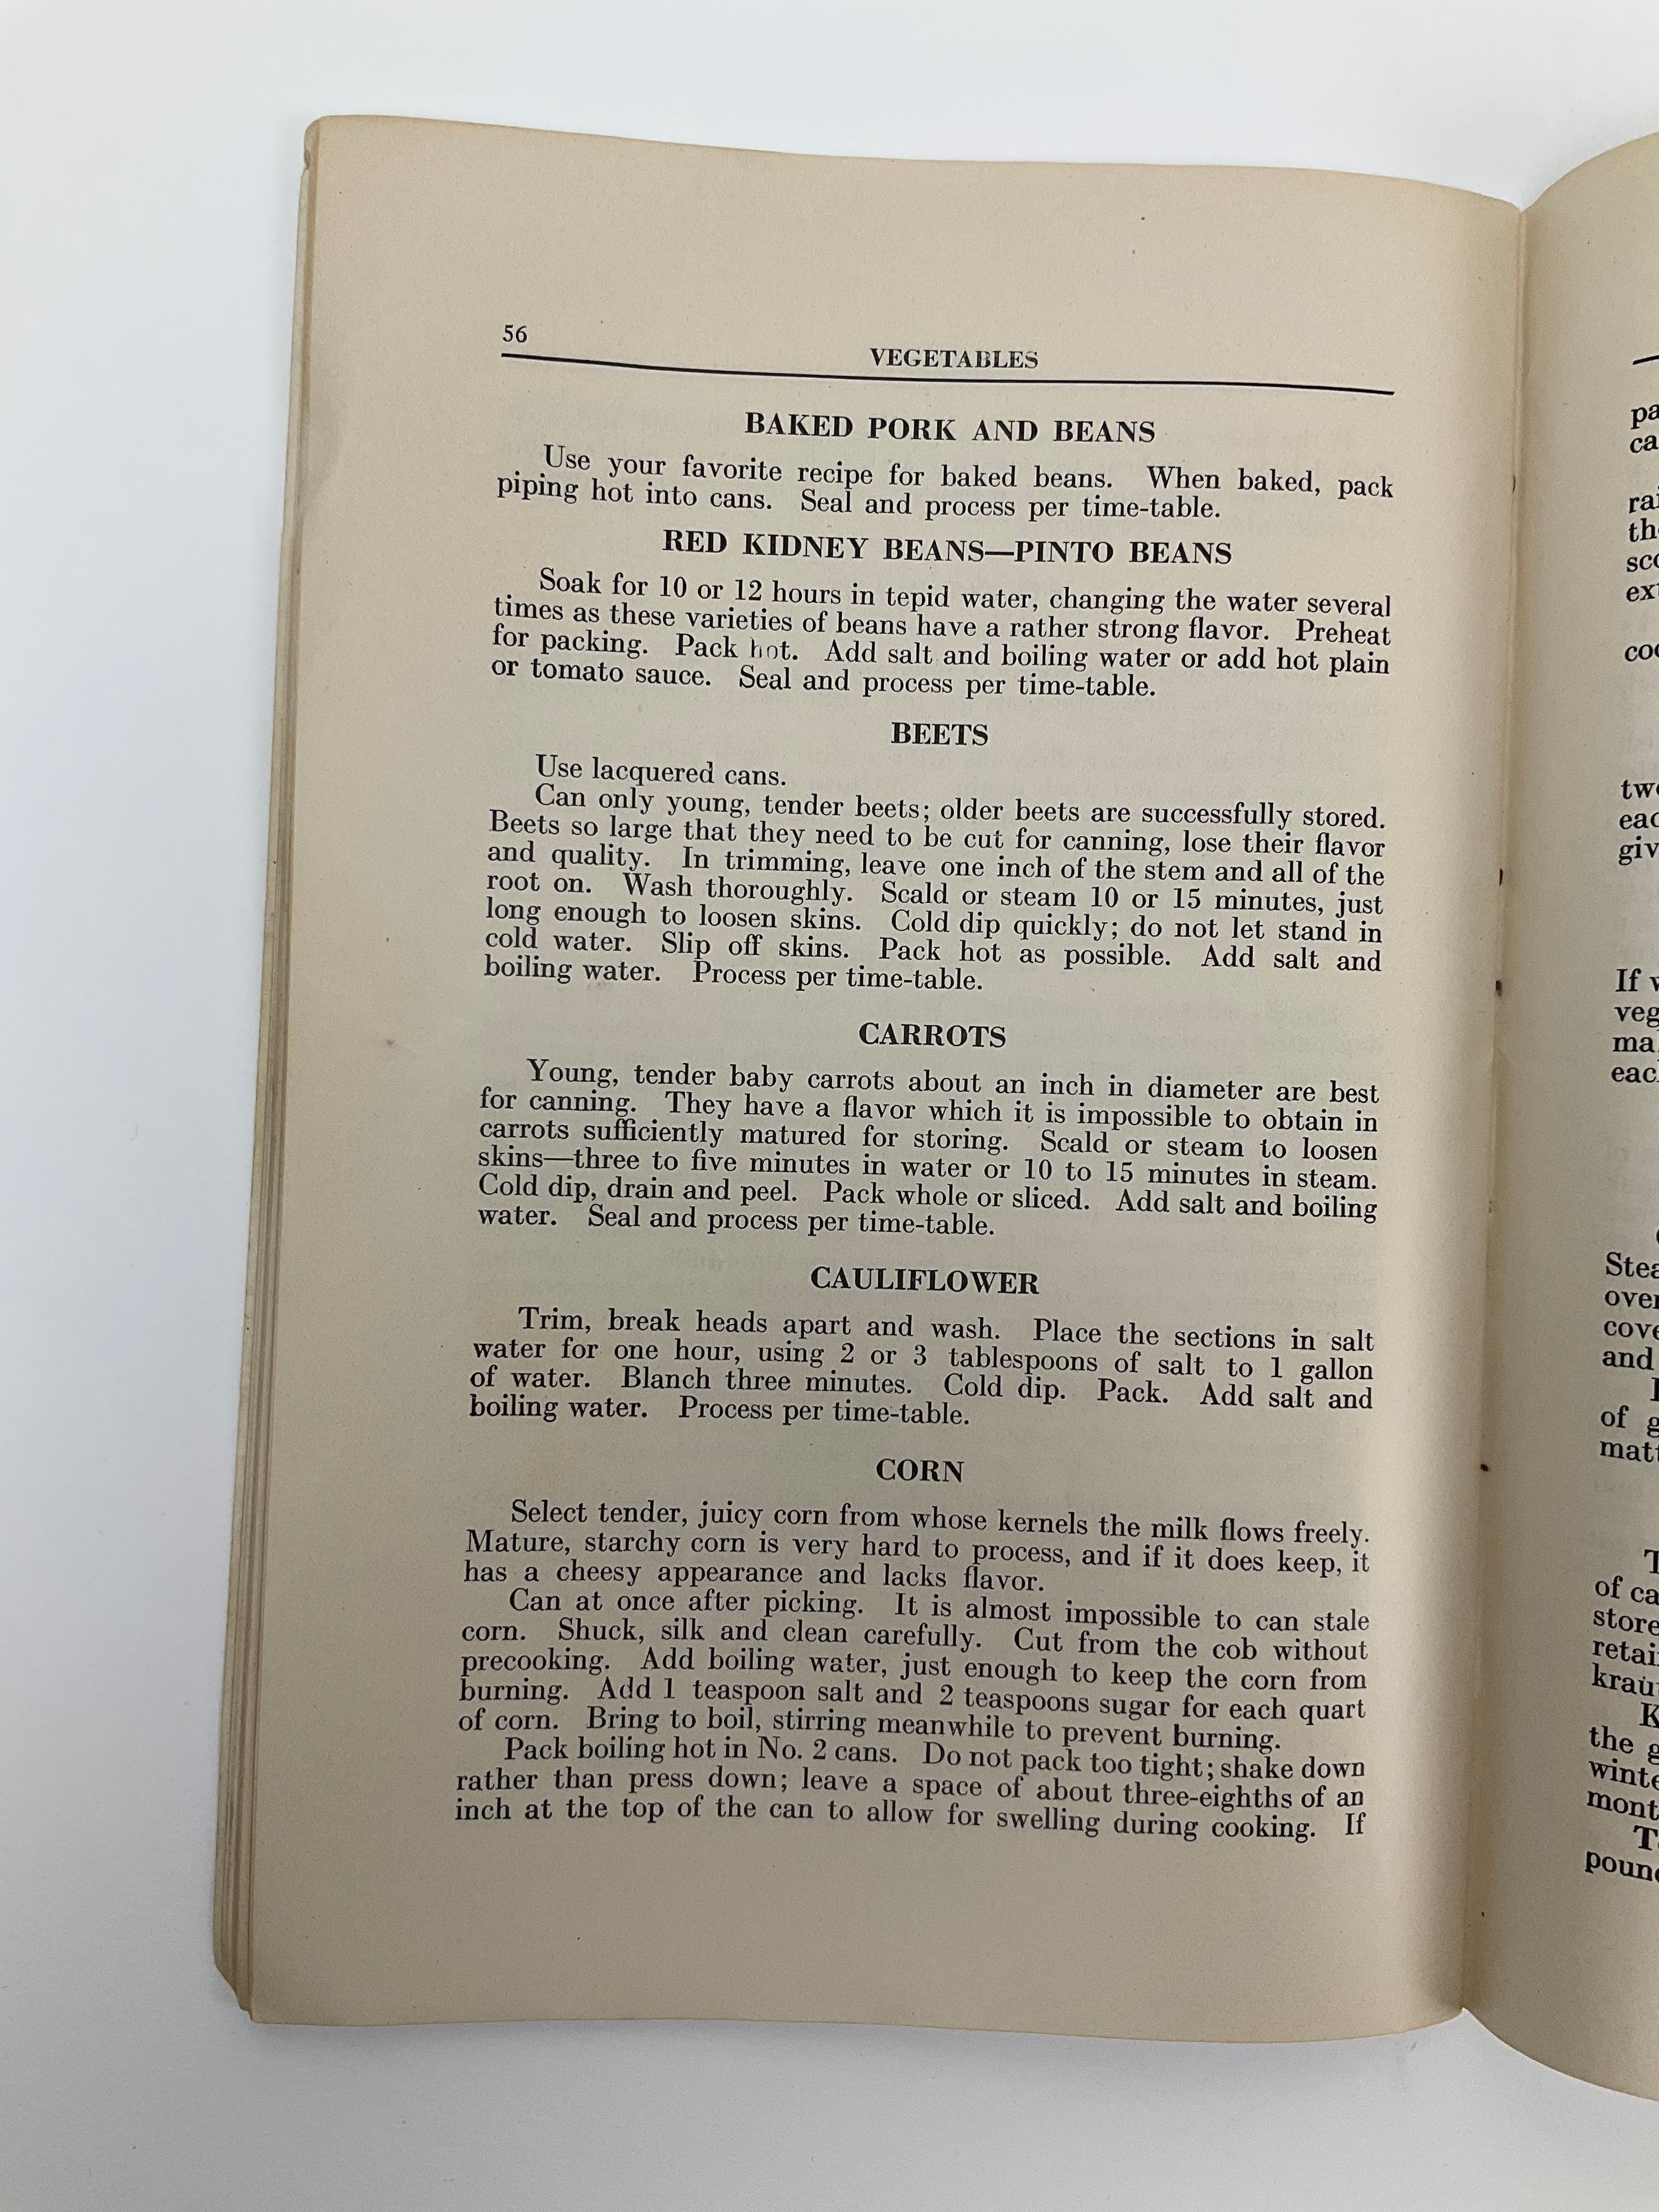 56
VEGETABLES
BAKED PORK AND BEANS
Use your favorite recipe for baked beans. When baked, pack
piping hot into cans. Seal and process per time-table.
RED KIDNEY BEANS—PINTO BEANS
Soak for 10 or 12 hours in tepid water, changing the water several
times as these varieties of beans have a rather strong flavor. Preheat
for packing. Pack hot. Add salt and boiling water or add hot plain
or tomato sauce. Seal and process per time-table.
BEETS
Use lacquered cans.
Can only young, tender beets; older beets are successfully stored.
Beets so large that they need to be cut for canning, lose their flavor
and quality. In trimming, leave one inch of the stem and all of the
root on. Wash thoroughly. Scald or steam 10 or 15 minutes, just
long enough to loosen skins. Cold dip quickly; do not let stand in
cold water. Slip off skins. Pack hot as possible. Add salt and
boiling water. Process per time-table.
CARROTS
Young, tender baby carrots about an inch in diameter are best
for canning. They have a flavor which it is impossible to obtain in
carrots sufficiently matured for storing. Scald or steam to loosen
skins—three to five minutes in water or 10 to 15 minutes in steam.
Cold dip, drain and peel. Pack whole or sliced. Add salt and boiling
water. Seal and process per time-table.
CAULIFLOWER
Trim, break heads apart and wash. Place the sections in salt
water for one hour, using 2 or 3 tablespoons of salt to 1 gallon
of water. Blanch three minutes. Cold dip. Pack. Add salt and
boiling water. Process per time-table.
CORN
Select tender, juicy corn from whose kernels the milk flows freely.
Mature, starchy corn is very hard to process, and if it does keep, it
has a cheesy appearance and lacks flavor.
Can at once after picking. It is almost impossible to can stale
corn. Shuck, silk and clean carefully. Cut from the cob without
precooking. Add boiling water, just enough to keep the corn from
burning. Add 1 teaspoon salt and 2 teaspoons sugar for each quart
of corn. Bring to boil, stirring meanwhile to prevent burning.
Pack boiling hot in No. 2 cans. Do not pack too tight; shake down
rather than press down; leave a space of about three-eighths of an
inch at the top of the can to allow for swelling during cooking. If
If
and
of
of
the